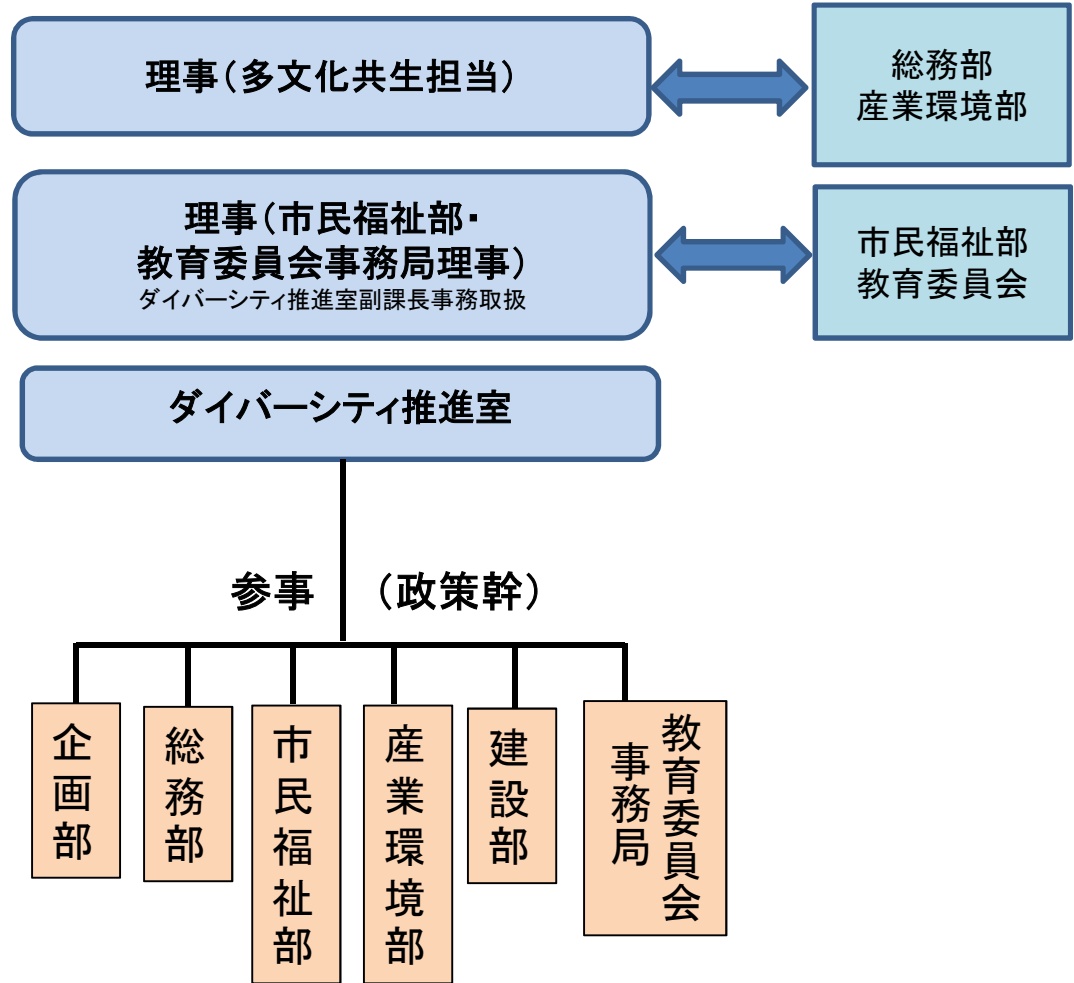 理事（多文化共生担当）
総務部
産業環境部
理事（市民福祉部・
教育委員会事務局理事）
ダイバーシティ推進室副課長事務取扱
市民福祉部
教育委員会
ダイバーシティ推進室
参事　（政策幹）
企画部
総務部
市民福祉部
産業環境部
建設部
教育委員会
事務局